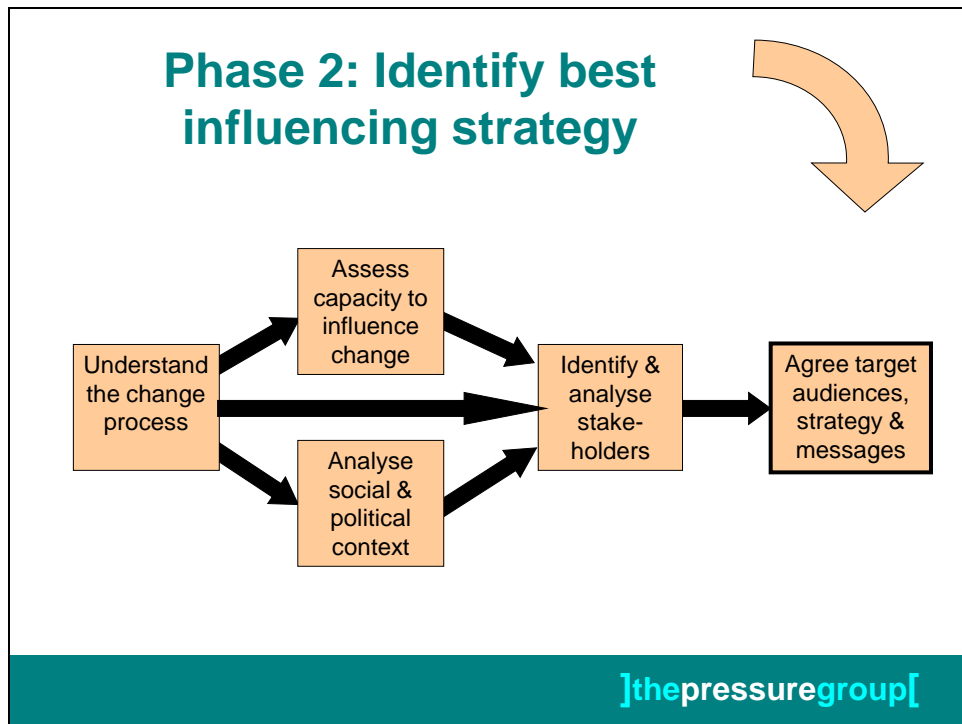 Phase 2: Identify best
influencing strategy
Understand
the change
process
Assess
capacity to
influence
change
Analyse
social &
political
context
Identify &
analyse
stake-
holders
Agree target
audiences,
strategy &
messages
]thepressuregroup[